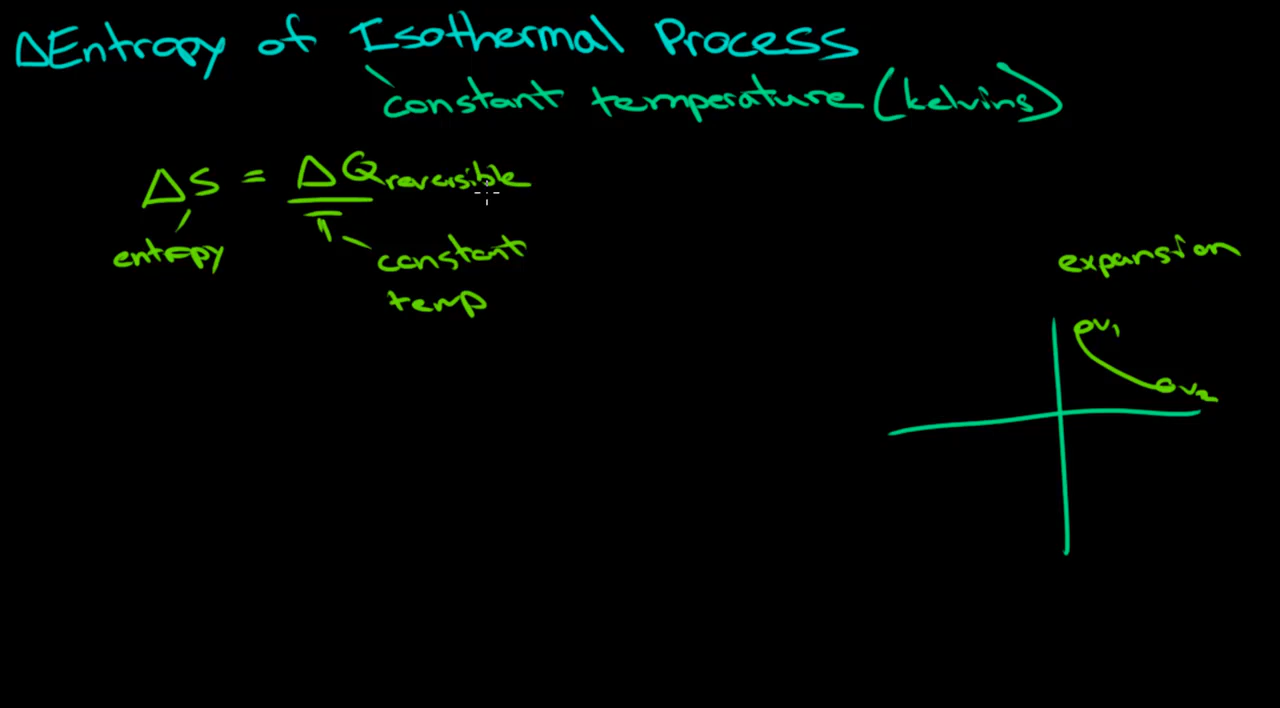 ΔEntropy of Isothermal Process
constant temperature (kelvins)
ΔS = ΔQreversible
T
entropy
constant
temp
expansion
V1
V2